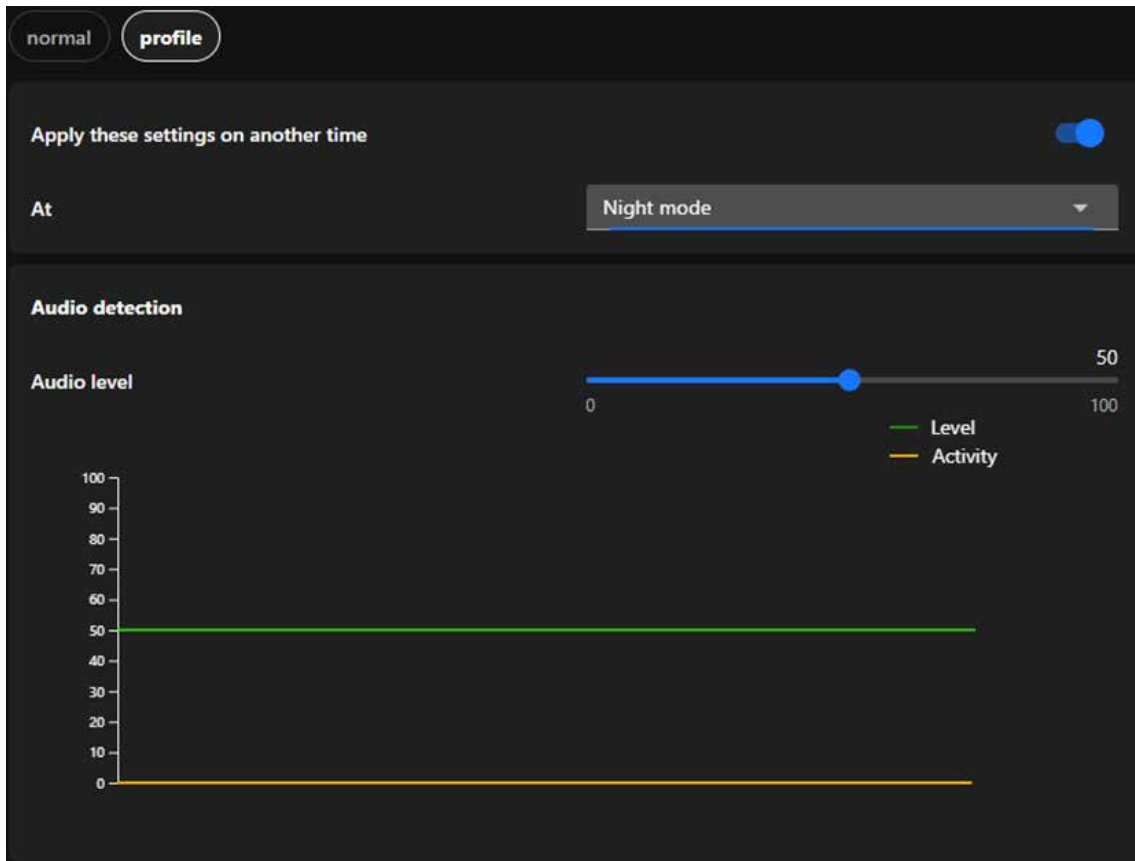 normal profile
Apply these settings on another time
At Night mode
Audio detection
50
Audio level
0 100
Level
Activity
100
90
80
70
60
50
40
30
20
10
0